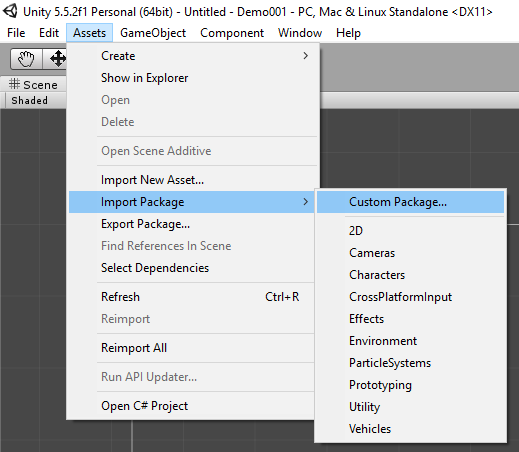 Unity 5.5.2f1 Personal (64bit) - Untitled - Demo001 - PC, Mac & Linux Standalone <DX11>
File Edit Assets GameObject Component Window Help
Create
Show in Explorer
Open
Delete
Open Scene Additive
Import New Asset...
Import Package
Export Package...
Find References In Scene
Select Dependencies
Refresh Ctrl+R
Reimport
Reimport All
Run API Updater...
Open C# Project
Custom Package...
2D
Cameras
Characters
CrossPlatformInput
Effects
Environment
ParticleSystems
Prototyping
Utility
Vehicles
Scene
Shaded